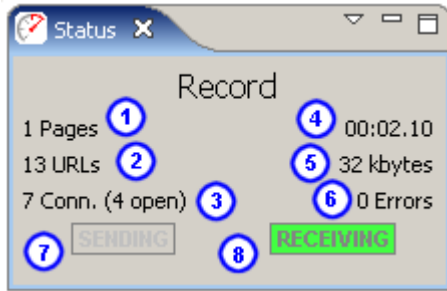 Status
Record
1 Pages 1 4 00:02.10
13 URLs 2 5 32 kbytes
7 Conn. (4 open) 3 6 0 Errors
7 SENDING 8 RECEIVING